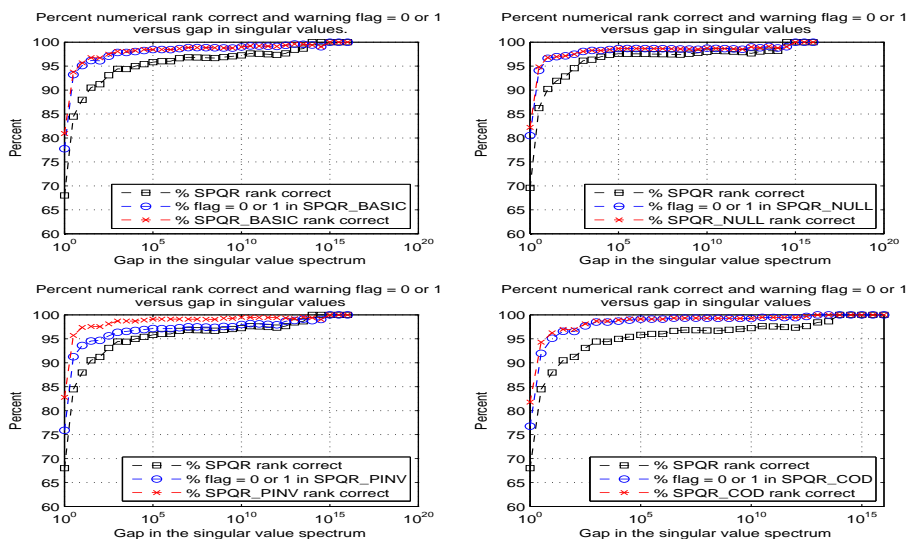 Percent numerical rank correct and warning flag = 0 or 1
versus gap in singular values.
100
95
90
85
80
75
70
65
60
Percent
% SPQR rank correct
% flag = 0 or 1 in SPQR_BASIC
% SPQR_BASIC rank correct
10^0 10^5 10^10 10^15 10^20
Gap in the singular value spectrum
Percent numerical rank correct and warning flag = 0 or 1
versus gap in singular values
100
95
90
85
80
75
70
65
60
Percent
% SPQR rank correct
% flag = 0 or 1 in SPQR_NULL
% SPQR_NULL rank correct
10^0 10^5 10^10 10^15 10^20
Gap in the singular value spectrum
Percent numerical rank correct and warning flag = 0 or 1
versus gap in singular values
100
95
90
85
80
75
70
65
60
Percent
% SPQR rank correct
% flag = 0 or 1 in SPQR_PINV
% SPQR_PINV rank correct
10^0 10^5 10^10 10^15 10^20
Gap in the singular value spectrum
Percent numerical rank correct and warning flag = 0 or 1
versus gap in singular values
100
95
90
85
80
75
70
65
60
Percent
% SPQR rank correct
% flag = 0 or 1 in SPQR_COD
% SPQR_COD rank correct
10^0 10^5 10^10 10^15
Gap in the singular value spectrum